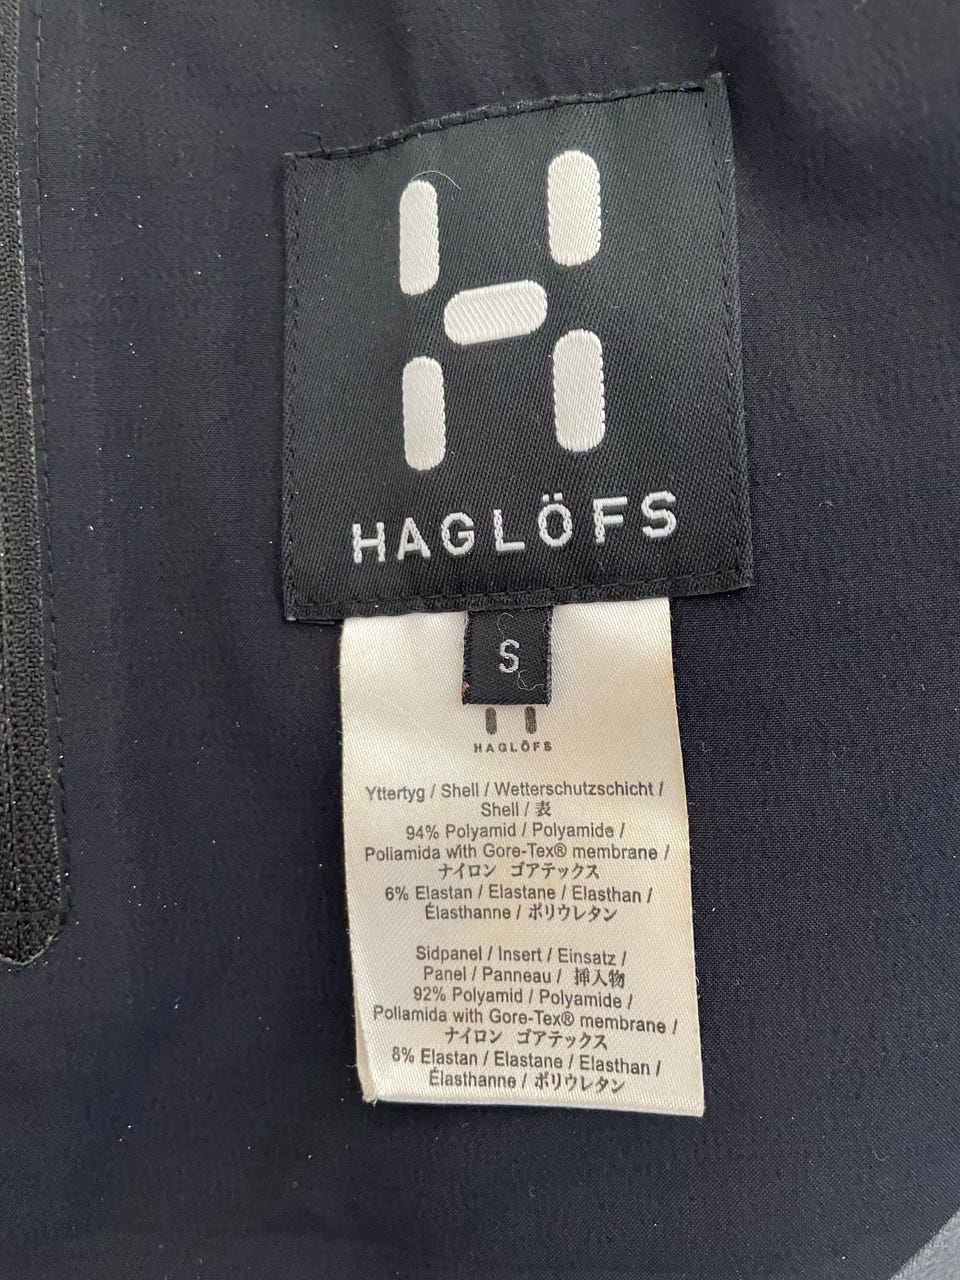 HAGLÖFS
S
HAGLÖFS
Yttertyg / Shell / Wetterschutzschicht /
Shell / 表
94% Polyamid / Polyamide /
Poliamida with Gore-Tex® membrane /
ナイロン ゴアテックス
6% Elastan / Elastane / Elasthan /
Élasthanne / ポリウレタン
Sidpanel / Insert / Einsatz /
Panel / Panneau / 挿入物
92% Polyamid / Polyamide /
Poliamida with Gore-Tex® membrane /
ナイロン ゴアテックス
8% Elastan / Elastane / Elasthan /
Élasthanne / ポリウレタン